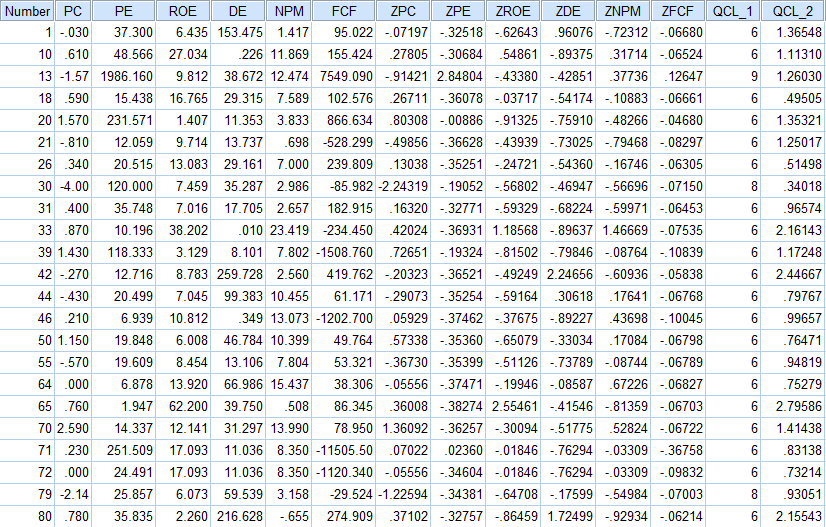 Number PC PE ROE DE NPM FCF ZPC ZPE ZROE ZDE ZNPM ZFCF QCL_1 QCL_2
1 -.030 37.300 6.435 153.475 1.417 95.022 -.07197 -.32518 -.62643 .96076 -.72312 -.06680 6 1.36548
10 .610 48.566 27.034 .226 11.869 155.424 .27805 -.30684 .54861 -.89375 .31714 -.06524 6 1.11310
13 -1.57 1986.160 9.812 38.672 12.474 7549.090 -.91421 2.84804 -.43380 -.42851 .37736 .12647 9 1.26030
18 .590 15.438 16.765 29.315 7.589 102.576 .26711 -.36078 -.03717 -.54174 -.10883 -.06661 6 .49505
20 1.570 231.571 1.407 11.353 3.833 866.634 .80308 -.00886 -.91325 -.75910 -.48266 -.04680 6 1.35321
21 -.810 12.059 9.714 13.737 .698 -528.299 -.49856 -.36628 -.43939 -.73025 -.79468 -.08297 6 1.25017
26 .340 20.515 13.083 29.161 7.000 239.809 .13038 -.35251 -.24721 -.54360 -.16746 -.06305 6 .51498
30 -4.00 120.000 7.459 35.287 2.986 -85.982 -2.24319 -.19052 -.56802 -.46947 -.56696 -.07150 8 .34018
31 .400 35.748 7.016 17.705 2.657 182.915 .16320 -.32771 -.59329 -.68224 -.59971 -.06453 6 .96574
33 .870 10.196 38.202 .010 23.419 -234.450 .42024 -.36931 1.18568 -.89637 1.46669 -.07535 6 2.16143
39 1.430 118.333 3.129 8.101 7.802 -1508.760 .72651 -.19324 -.81502 -.79846 -.08764 -.10839 6 1.17248
42 -.270 12.716 8.783 259.728 2.560 419.762 -.20323 -.36521 -.49249 2.24656 -.60936 -.05838 6 2.44667
44 -.430 20.499 7.045 99.383 10.455 61.171 -.29073 -.35254 -.59164 .30618 .17641 -.06768 6 .79767
46 .210 6.939 10.812 .349 13.073 -1202.700 .05929 -.37462 -.37675 -.89227 .43698 -.10045 6 .99657
50 1.150 19.848 6.008 46.784 10.399 49.764 .57338 -.35360 -.65079 -.33034 .17084 -.06798 6 .76471
55 -.570 19.609 8.454 13.106 7.804 53.321 -.36730 -.35399 -.51126 -.73789 -.08744 -.06789 6 .94819
64 .000 6.878 13.920 66.986 15.437 38.306 -.05556 -.37471 -.19946 -.08587 .67226 -.06827 6 .75279
65 .760 1.947 62.200 39.750 .508 86.345 .36008 -.38274 2.55461 -.41546 -.81359 -.06703 6 2.79586
70 2.590 14.337 12.141 31.297 13.990 78.950 1.36092 -.36257 -.30094 -.51775 .52824 -.06722 6 1.41438
71 .230 251.509 17.093 11.036 8.350 -11505.50 .07022 .02360 -.01846 -.76294 -.03309 -.36758 6 .83138
72 .000 24.491 17.093 11.036 8.350 -1120.340 -.05556 -.34604 -.01846 -.76294 -.03309 -.09832 6 .73214
79 -2.14 25.857 6.073 59.539 3.158 -29.524 -1.22594 -.34381 -.64708 -.17599 -.54984 -.07003 8 .93051
80 .780 35.835 2.260 216.628 -.655 274.909 .37102 -.32757 -.86459 1.72499 -.92934 -.06214 6 2.15543